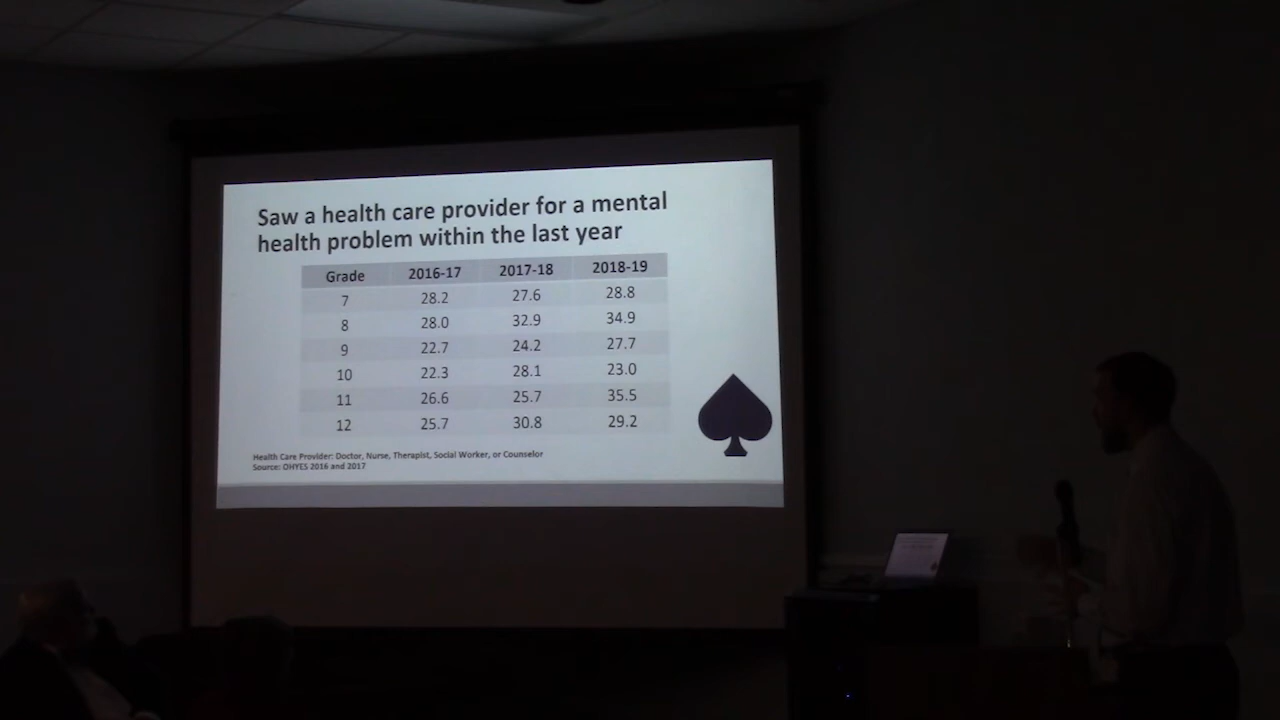 Saw a health care provider for a mental
health problem within the last year
Grade 2016-17 2017-18 2018-19
7 28.2 27.6 28.8
8 28.0 32.9 34.9
9 22.7 24.2 27.7
10 22.3 28.1 23.0
11 26.6 25.7 35.5
12 25.7 30.8 29.2
Health Care Provider: Doctor, Nurse, Therapist, Social Worker, or Counselor
Source: OHYES 2016 and 2017